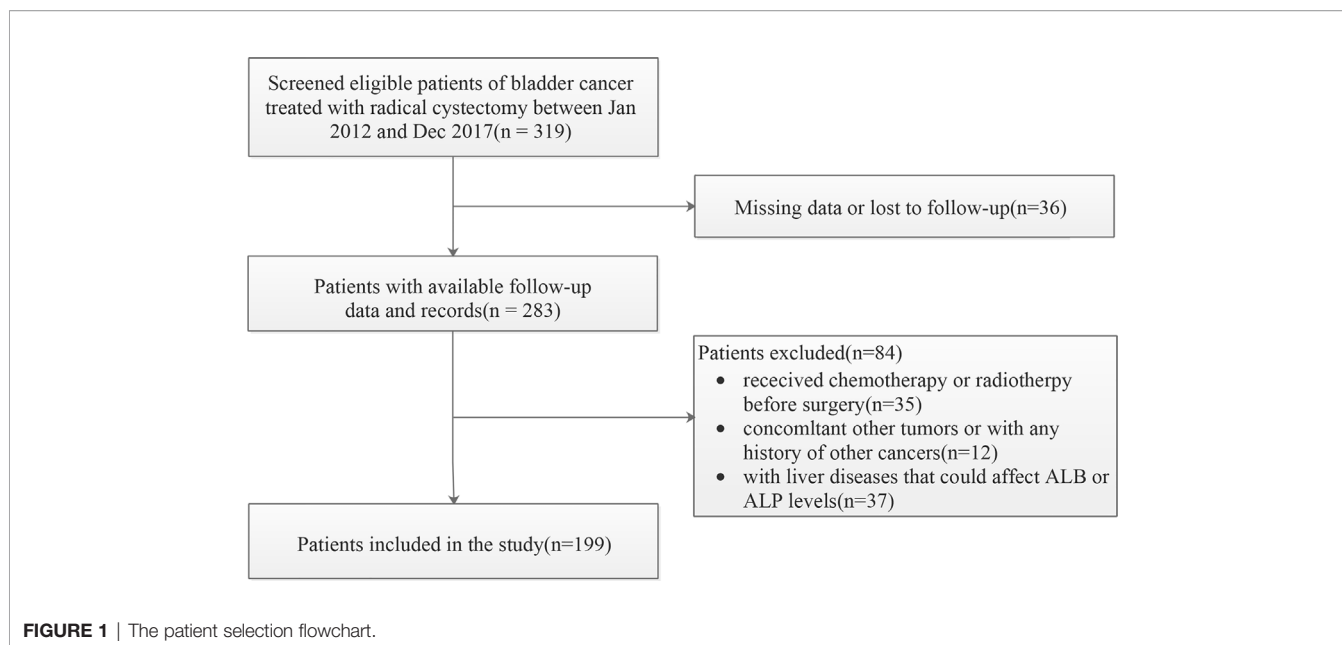 Screened eligible patients of bladder cancer
treated with radical cystectomy between Jan
2012 and Dec 2017(n = 319)
Missing data or lost to follow-up(n=36)
Patients with available follow-up
data and records(n = 283)
Patients excluded(n=84)
• rececived chemotherapy or radiotherpy
before surgery(n=35)
• concomltant other tumors or with any
history of other cancers(n=12)
• with liver diseases that could affect ALB or
ALP levels(n=37)
Patients included in the study(n=199)
FIGURE 1 | The patient selection flowchart.